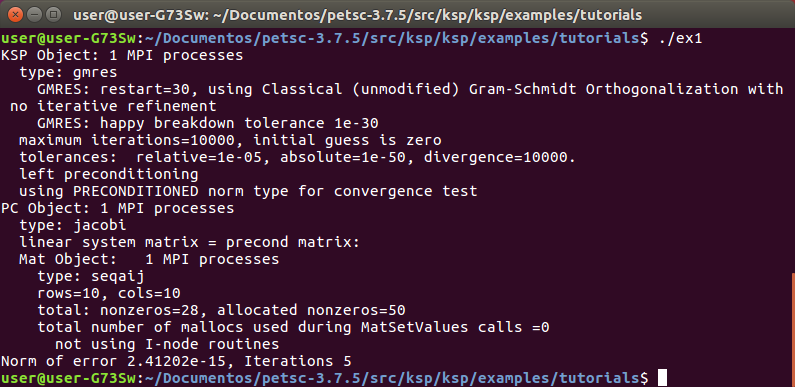 user@user-G73Sw: ~/Documentos/petsc-3.7.5/src/ksp/ksp/examples/tutorials
user@user-G73Sw:~/Documentos/petsc-3.7.5/src/ksp/ksp/examples/tutorials$ ./ex1
KSP Object: 1 MPI processes
  type: gmres
    GMRES: restart=30, using Classical (unmodified) Gram-Schmidt Orthogonalization with
 no iterative refinement
    GMRES: happy breakdown tolerance 1e-30
  maximum iterations=10000, initial guess is zero
  tolerances:  relative=1e-05, absolute=1e-50, divergence=10000.
  left preconditioning
  using PRECONDITIONED norm type for convergence test
PC Object: 1 MPI processes
  type: jacobi
  linear system matrix = precond matrix:
  Mat Object:   1 MPI processes
    type: seqaij
    rows=10, cols=10
    total: nonzeros=28, allocated nonzeros=50
    total number of mallocs used during MatSetValues calls =0
      not using I-node routines
Norm of error 2.41202e-15, Iterations 5
user@user-G73Sw:~/Documentos/petsc-3.7.5/src/ksp/ksp/examples/tutorials$